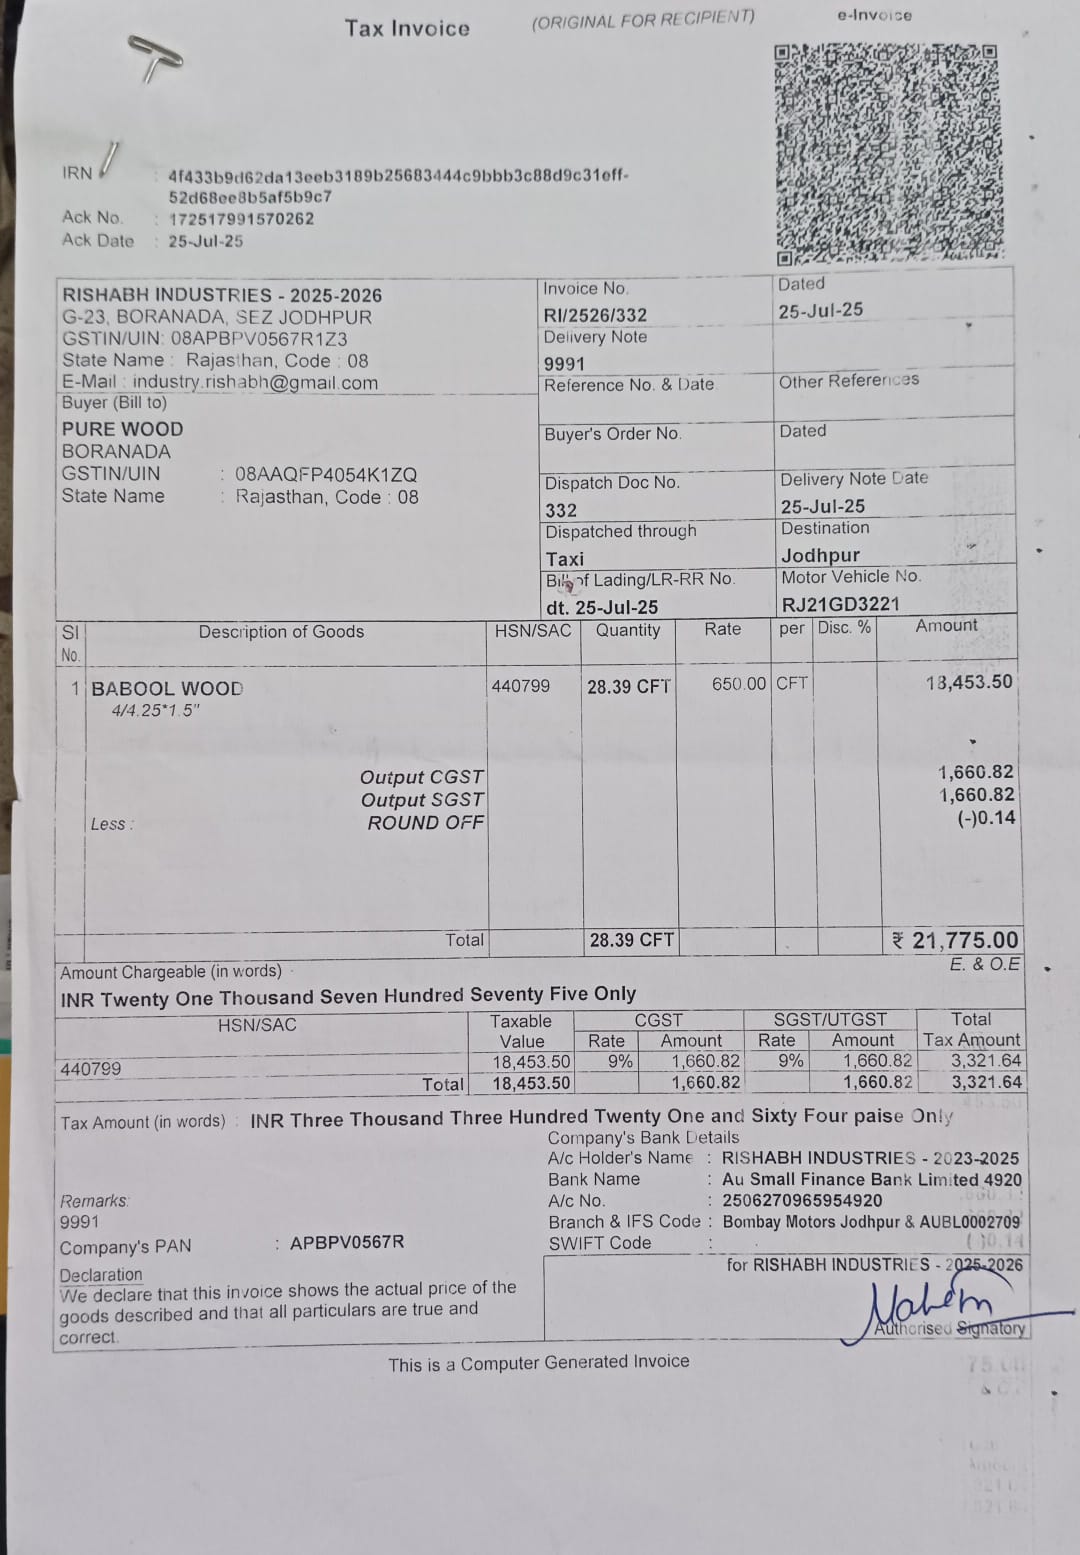 Tax Invoice
(ORIGINAL FOR RECIPIENT)
e-Invoice
IRN : 4f433b9d62da13eeb3189b25683444c9bbb3c88d9c31eff-
52d68ee8b5af5b9c7
Ack No. : 172517991570262
Ack Date : 25-Jul-25
RISHABH INDUSTRIES - 2025-2026
G-23, BORANADA, SEZ JODHPUR
GSTIN/UIN: 08APBPV0567R1Z3
State Name : Rajasthan, Code : 08
E-Mail : industry.rishabh@gmail.com
Buyer (Bill to)
PURE WOOD
BORANADA
GSTIN/UIN : 08AAQFP4054K1ZQ
State Name : Rajasthan, Code : 08
Invoice No. Dated
RI/2526/332 25-Jul-25
Delivery Note
9991
Reference No. & Date. Other References
Buyer's Order No. Dated
Dispatch Doc No. Delivery Note Date
332 25-Jul-25
Dispatched through Destination
Taxi Jodhpur
Bill of Lading/LR-RR No. Motor Vehicle No.
dt. 25-Jul-25 RJ21GD3221
Sl No. Description of Goods HSN/SAC Quantity Rate per Disc. % Amount
1 BABOOL WOOD 440799 28.39 CFT 650.00 CFT 18,453.50
4/4.25*1.5"
Output CGST 1,660.82
Output SGST 1,660.82
Less : ROUND OFF (-)0.14
Total 28.39 CFT ₹ 21,775.00
Amount Chargeable (in words) E. & O.E
INR Twenty One Thousand Seven Hundred Seventy Five Only
HSN/SAC Taxable Value CGST SGST/UTGST Total Tax Amount
Rate Amount Rate Amount
440799 18,453.50 9% 1,660.82 9% 1,660.82 3,321.64
Total 18,453.50 1,660.82 1,660.82 3,321.64
Tax Amount (in words) : INR Three Thousand Three Hundred Twenty One and Sixty Four paise Only
Company's Bank Details
A/c Holder's Name : RISHABH INDUSTRIES - 2023-2025
Bank Name : Au Small Finance Bank Limited 4920
A/c No. : 2506270965954920
Branch & IFS Code : Bombay Motors Jodhpur & AUBL0002709
SWIFT Code :
Remarks:
9991
Company's PAN : APBPV0567R
Declaration
We declare that this invoice shows the actual price of the
goods described and that all particulars are true and
correct.
for RISHABH INDUSTRIES - 2025-2026
Authorised Signatory
This is a Computer Generated Invoice